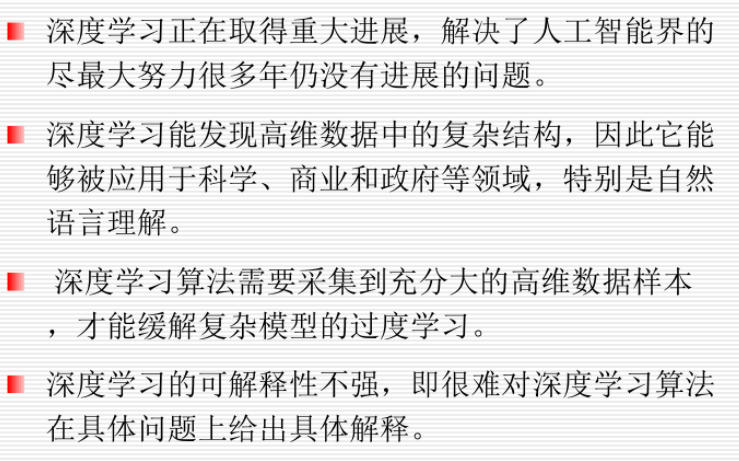 深度学习正在取得重大进展，解决了人工智能界的
尽最大努力很多年仍没有进展的问题。
深度学习能发现高维数据中的复杂结构，因此它能
够被应用于科学、商业和政府等领域，特别是自然
语言理解。
深度学习算法需要采集到充分大的高维数据样本
，才能缓解复杂模型的过度学习。
深度学习的可解释性不强，即很难对深度学习算法
在具体问题上给出具体解释。